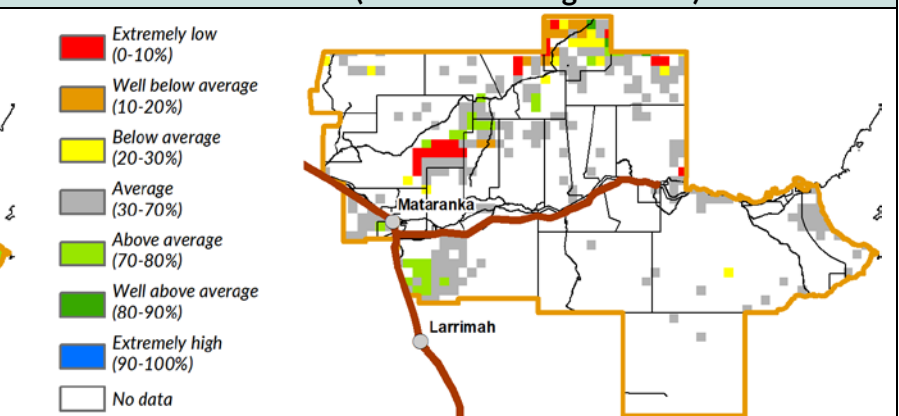 Extremely low
(0-10%)
Well below average
(10-20%)
Below average
(20-30%)
Average
(30-70%)
Above average
(70-80%)
Well above average
(80-90%)
Extremely high
(90-100%)
No data
Mataranka
Larrimah